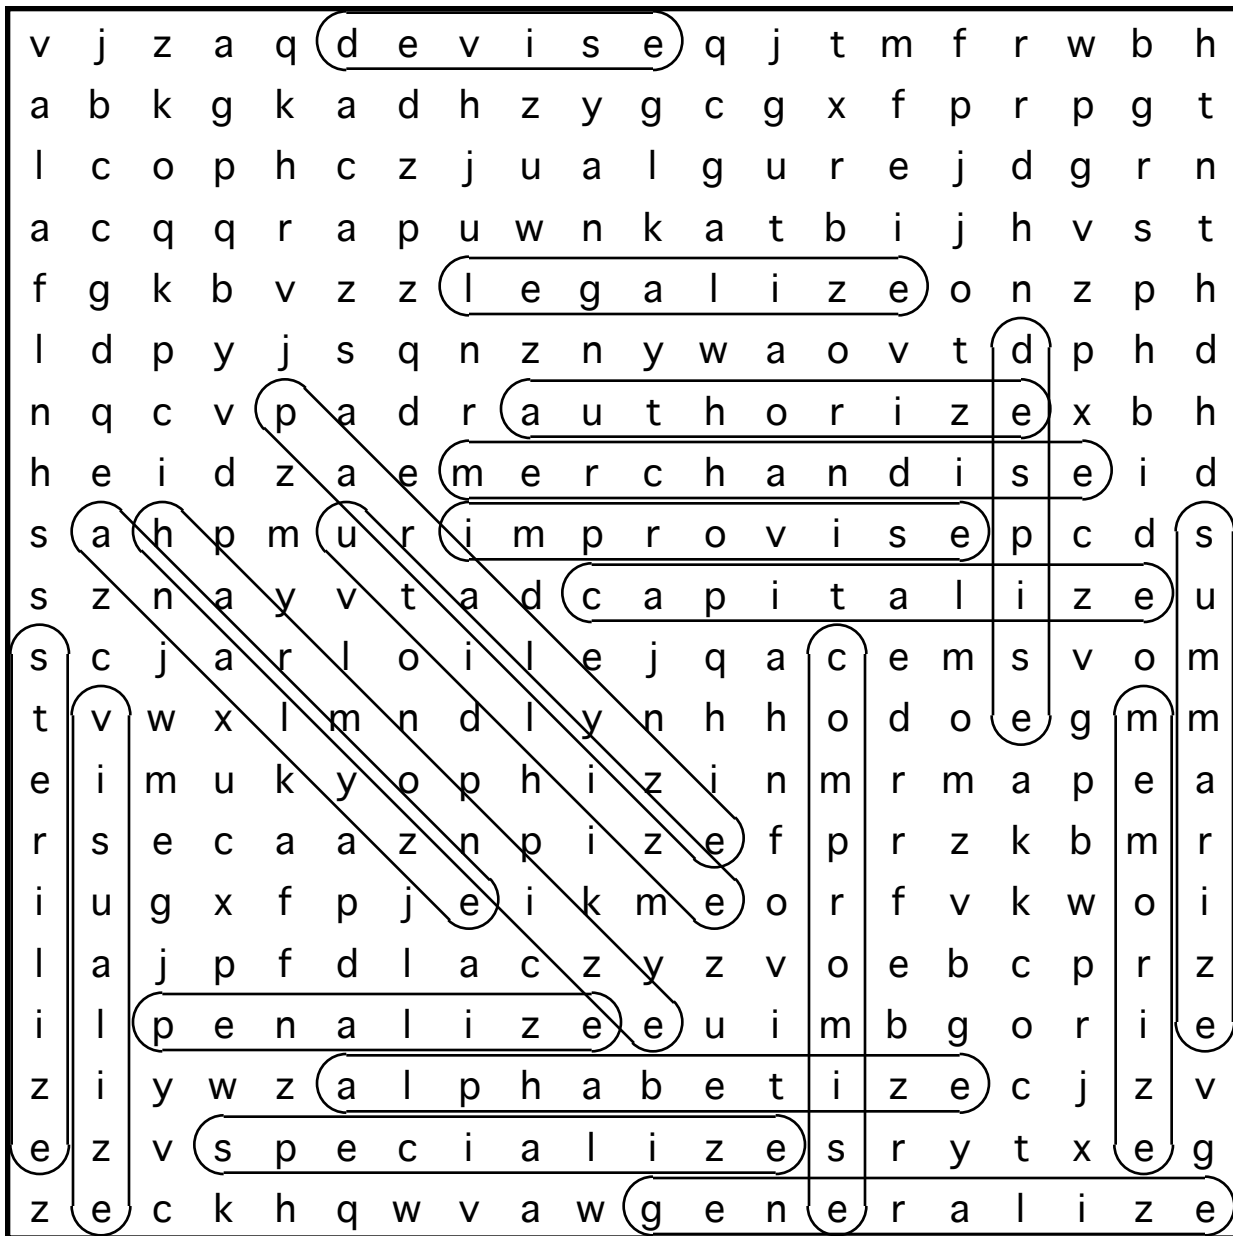 v j z a q d e v i s e q j t m f r w b h
a b k g k a d h z y g c g x f p r p g t
l c o p h c z j u a l g u r e j d g r n
a c q q r a p u w n k a t b i j h v s t
f g k b v z z l e g a l i z e o n z p h
l d p y j s q n z n y w a o v t d p h d
n q c v p a d r a u t h o r i z e x b h
h e i d z a e m e r c h a n d i s e i d
s a h p m u r i m p r o v i s e p c d s
s z n a y v t a d c a p i t a l i z e u
s c j a r l o i l e j q a c e m s v o m
t v w x l m n d l y n h h o d o e g m m
e i m u k y o p h i z i n m r m a p e a
r s e c a a z n p i z e f p r z k b m r
i u g x f p j e i k m e o r f v k w o i
l a j p f d l a c z y z v o e b c p r z
i l p e n a l i z e e u i m b g o r i e
z i y w z a l p h a b e t i z e c j z v
e z v s p e c i a l i z e s r y t x e g
z e c k h q w v a w g e n e r a l i z e